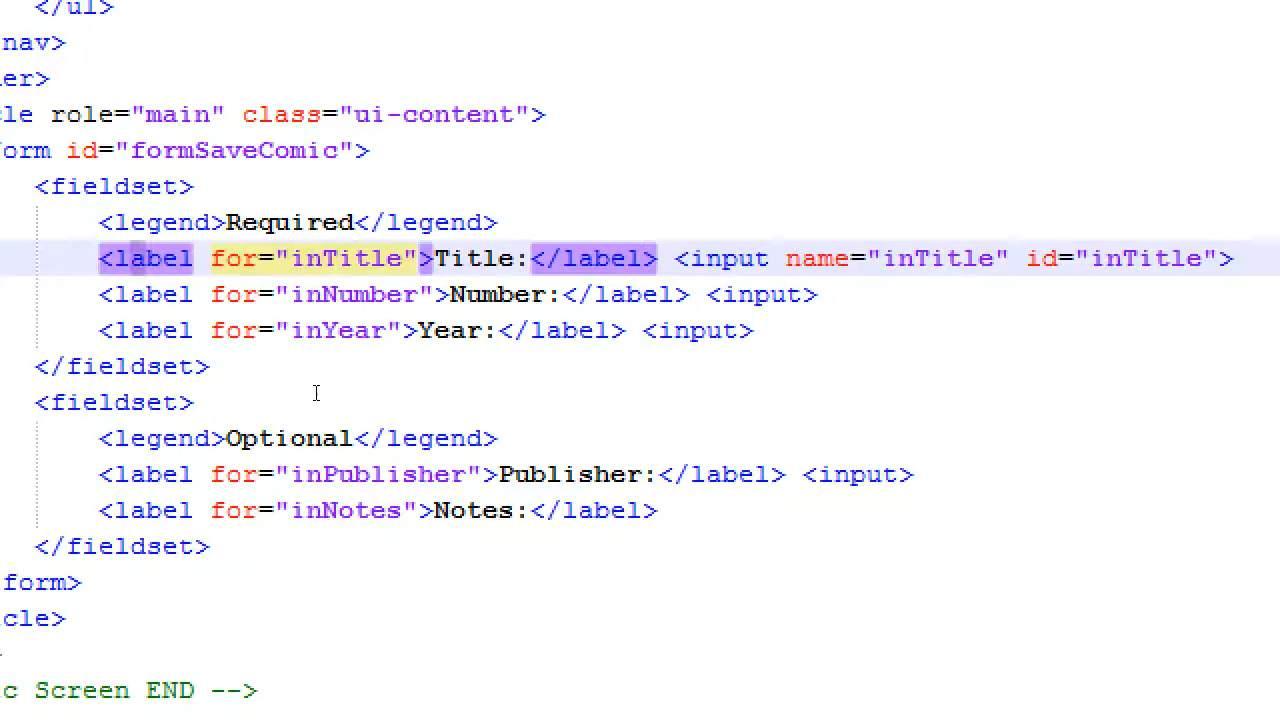 </ul>
nav>
er>
cle role="main" class="ui-content">
form id="formSaveComic">
<fieldset>
<legend>Required</legend>
<label for="inTitle">Title:</label> <input name="inTitle" id="inTitle">
<label for="inNumber">Number:</label> <input>
<label for="inYear">Year:</label> <input>
</fieldset>
<fieldset>
<legend>Optional</legend>
<label for="inPublisher">Publisher:</label> <input>
<label for="inNotes">Notes:</label>
</fieldset>
form>
cle>
c Screen END -->